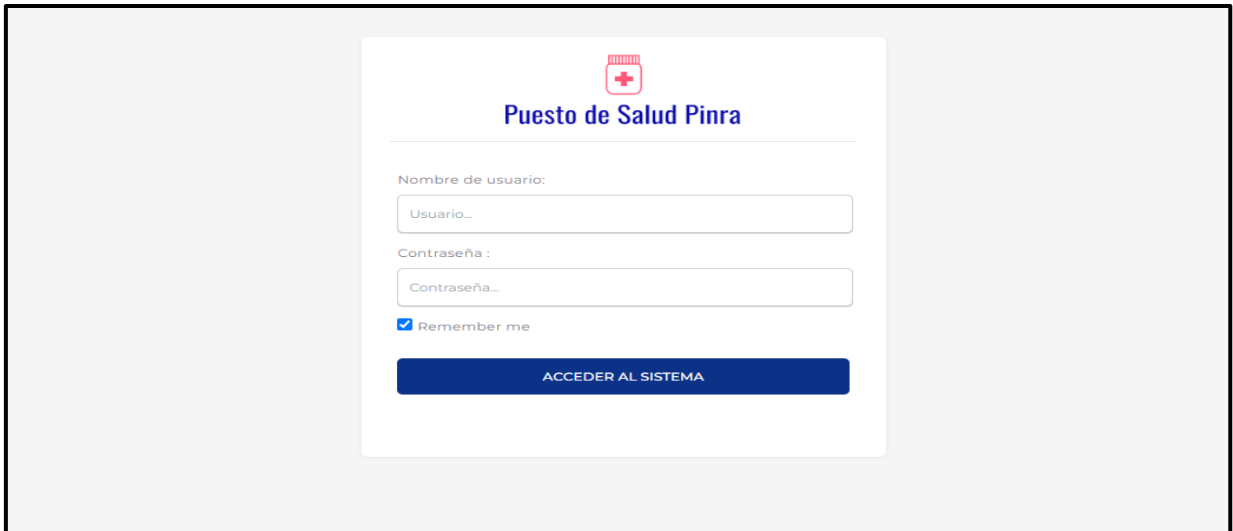 Puesto de Salud Pinra
Nombre de usuario:
Usuario...
Contraseña :
Contraseña...
Remember me
ACCEDER AL SISTEMA